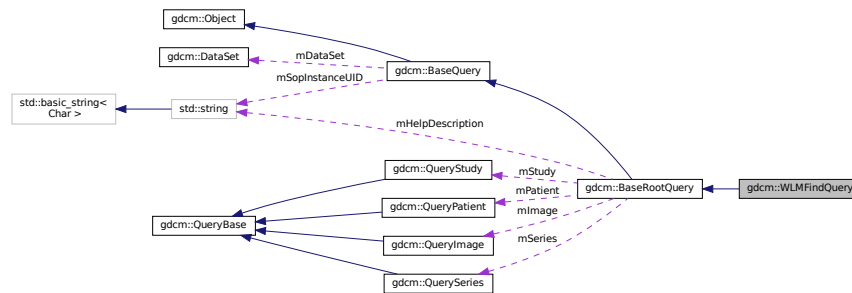 gdcm::Object
gdcm::DataSet
mDataSet
gdcm::BaseQuery
mSopInstanceUID
std::basic_string<
Char >
std::string
mHelpDescription
gdcm::QueryStudy
mStudy
gdcm::BaseRootQuery
gdcm::WLMFindQuery
mPatient
gdcm::QueryPatient
mImage
gdcm::QueryBase
gdcm::QueryImage
mSeries
gdcm::QuerySeries